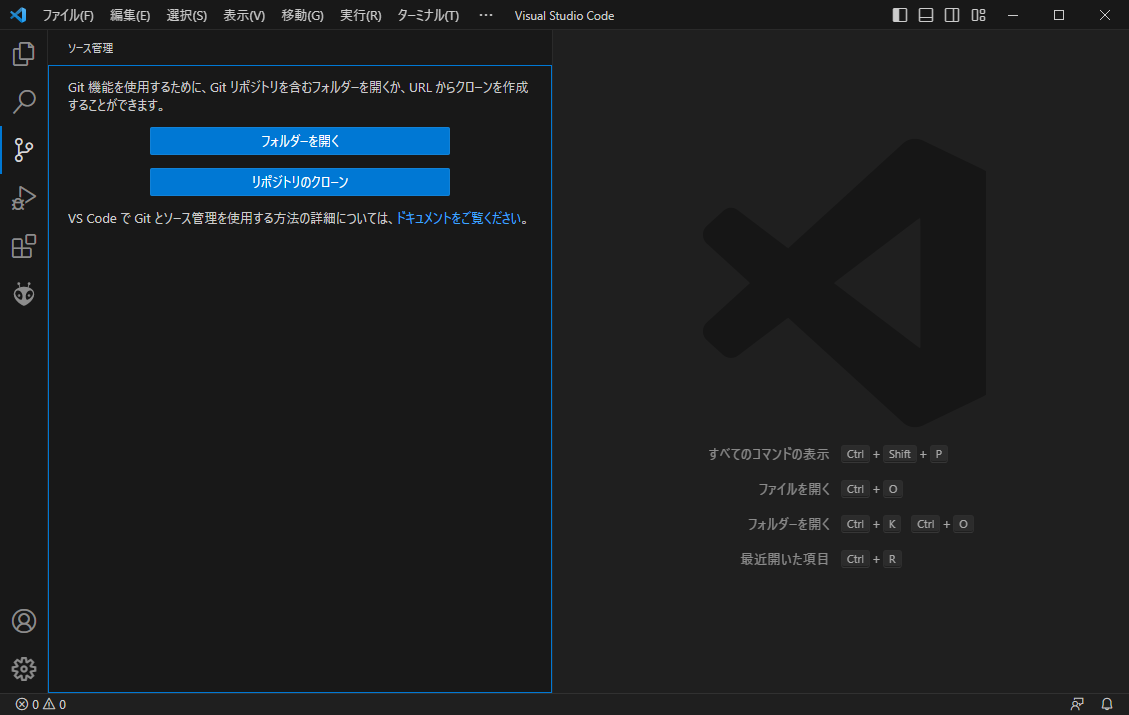 ファイル(F) 編集(E) 選択(S) 表示(V) 移動(G) 実行(R) ターミナル(T) ··· Visual Studio Code
ソース管理
Git 機能を使用するために、Git リポジトリを含むフォルダーを開くか、URL からクローンを作成
することができます。
フォルダーを開く
リポジトリのクローン
VS Code で Git とソース管理を使用する方法の詳細については、ドキュメントをご覧ください。
すべてのコマンドの表示 Ctrl + Shift + P
ファイルを開く Ctrl + O
フォルダーを開く Ctrl + K Ctrl + O
最近開いた項目 Ctrl + R
0 0